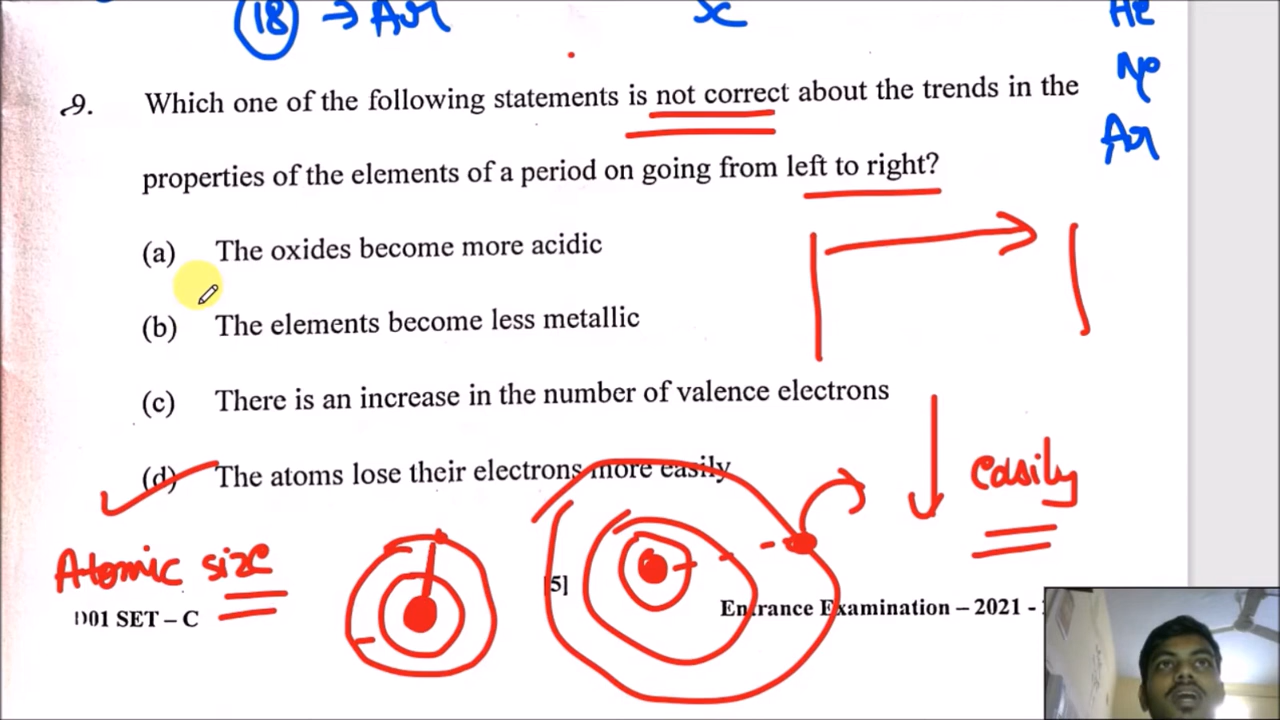 18 → Ar x He
Ne
Ar
9. Which one of the following statements is not correct about the trends in the
properties of the elements of a period on going from left to right?
(a) The oxides become more acidic
(b) The elements become less metallic
(c) There is an increase in the number of valence electrons
(d) The atoms lose their electrons more easily
easily
Atomic size
[5]
D01 SET – C Entrance Examination – 2021 -